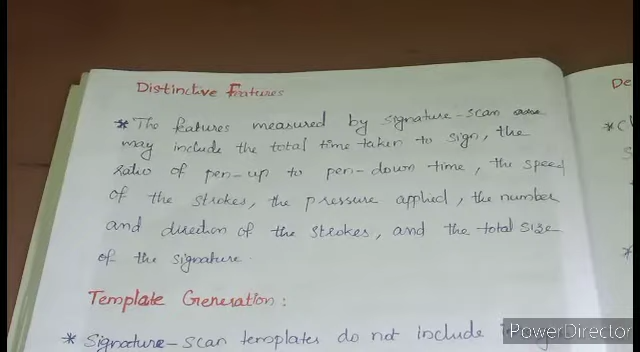 Distinctive Features
* The features measured by signature-scan
may include the total time taken to sign, the
ratio of pen-up to pen-down time, the speed
of the strokes, the pressure applied, the number
and direction of the strokes, and the total size
of the signature.
Template Generation:
* Signature-scan templates do not include
De
*
PowerDirector